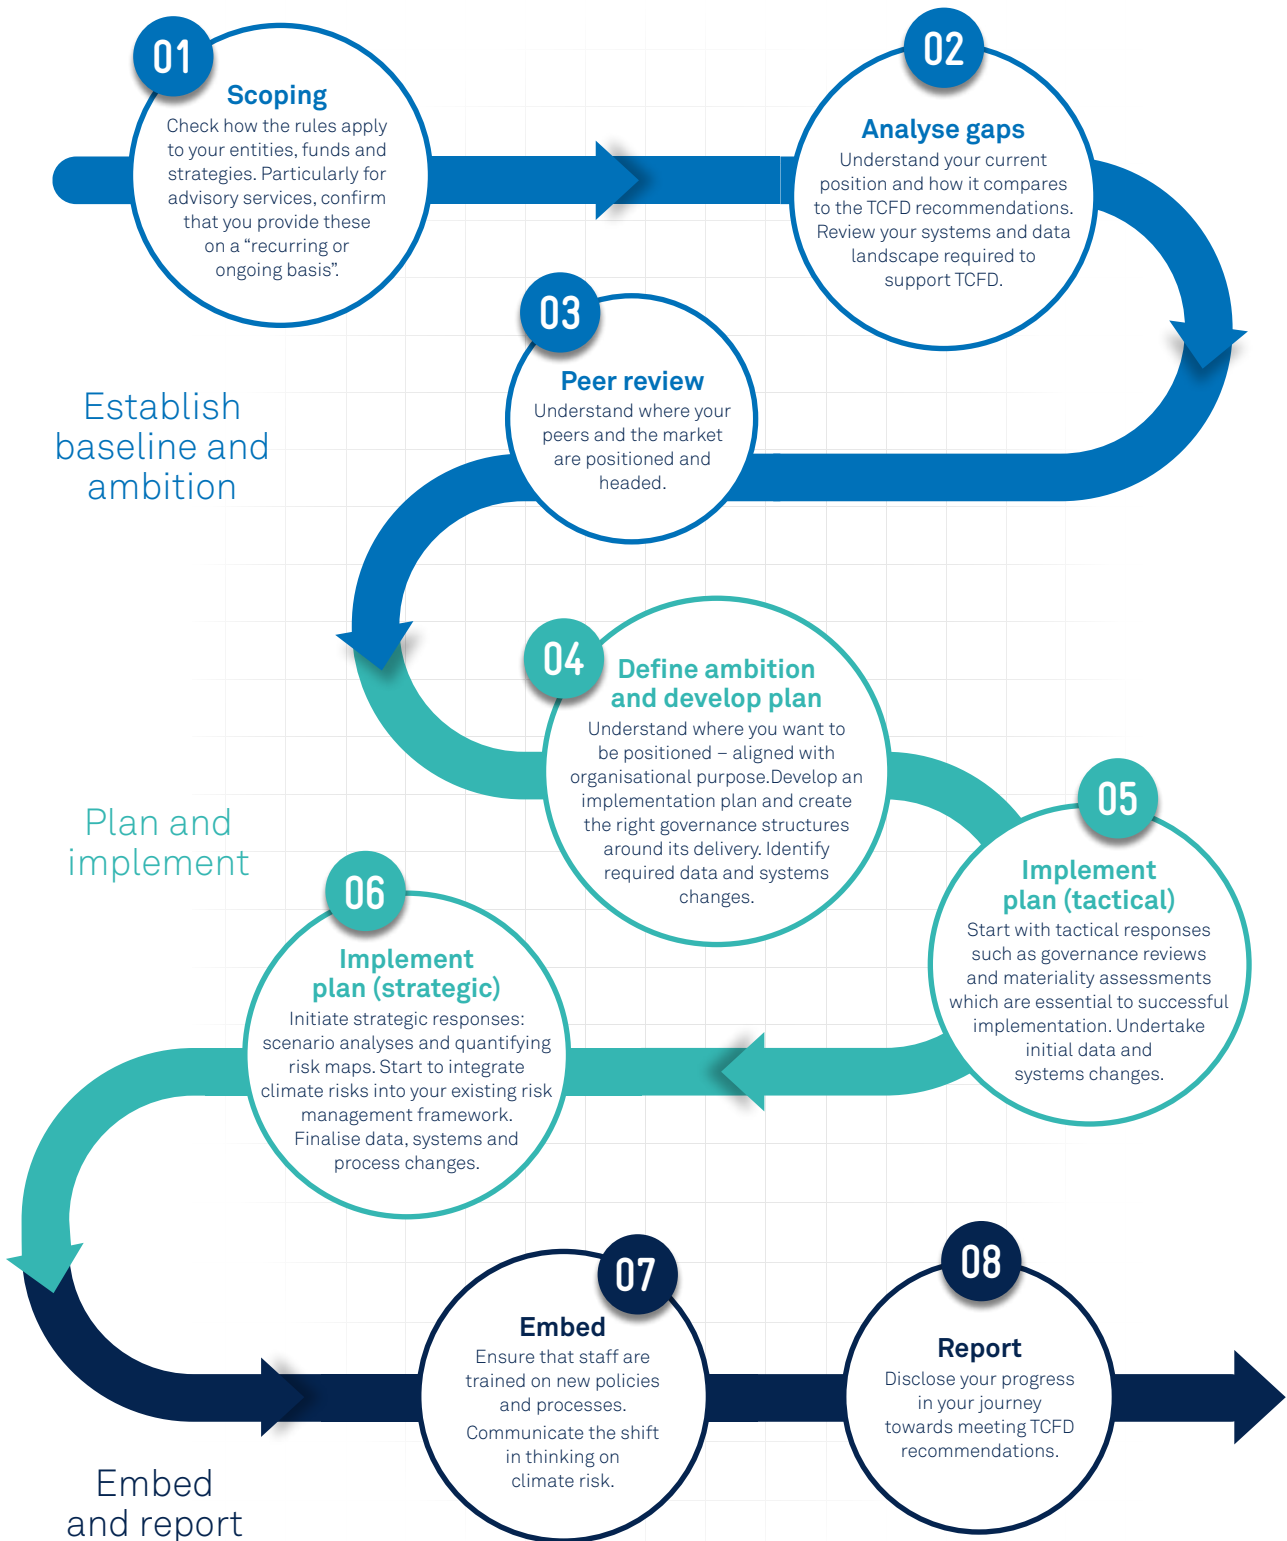 01
Scoping
Check how the rules apply
to your entities, funds and
strategies. Particularly for
advisory services, confirm
that you provide these
on a “recurring or
ongoing basis”.
02
Analyse gaps
Understand your current
position and how it compares
to the TCFD recommendations.
Review your systems and data
landscape required to
support TCFD.
03
Peer review
Understand where your
peers and the market
are positioned and
headed.
Establish
baseline and
ambition
04
Define ambition
and develop plan
Understand where you want to
be positioned – aligned with
organisational purpose.Develop an
implementation plan and create
the right governance structures
around its delivery. Identify
required data and systems
changes.
05
Implement
plan (tactical)
Start with tactical responses
such as governance reviews
and materiality assessments
which are essential to successful
implementation. Undertake
initial data and
systems changes.
Plan and
implement
06
Implement
plan (strategic)
Initiate strategic responses:
scenario analyses and quantifying
risk maps. Start to integrate
climate risks into your existing risk
management framework.
Finalise data, systems and
process changes.
07
Embed
Ensure that staff are
trained on new policies
and processes.
Communicate the shift
in thinking on
climate risk.
08
Report
Disclose your progress
in your journey
towards meeting TCFD
recommendations.
Embed
and report